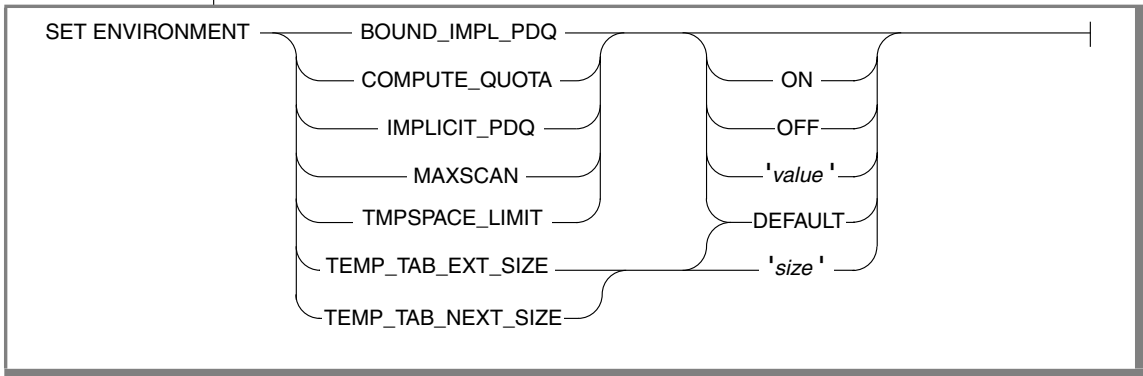 SET ENVIRONMENT
BOUND_IMPL_PDQ
COMPUTE_QUOTA
IMPLICIT_PDQ
MAXSCAN
TMPSPACE_LIMIT
TEMP_TAB_EXT_SIZE
TEMP_TAB_NEXT_SIZE
ON
OFF
'value'
DEFAULT
'size'